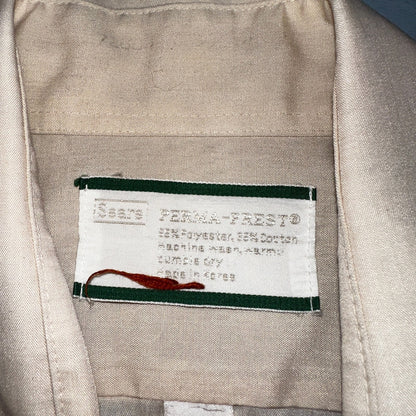 Sears PERMA-PREST®
65% Polyester, 35% Cotton
Machine Wash, Warm,
Tumble Dry
Made in Korea